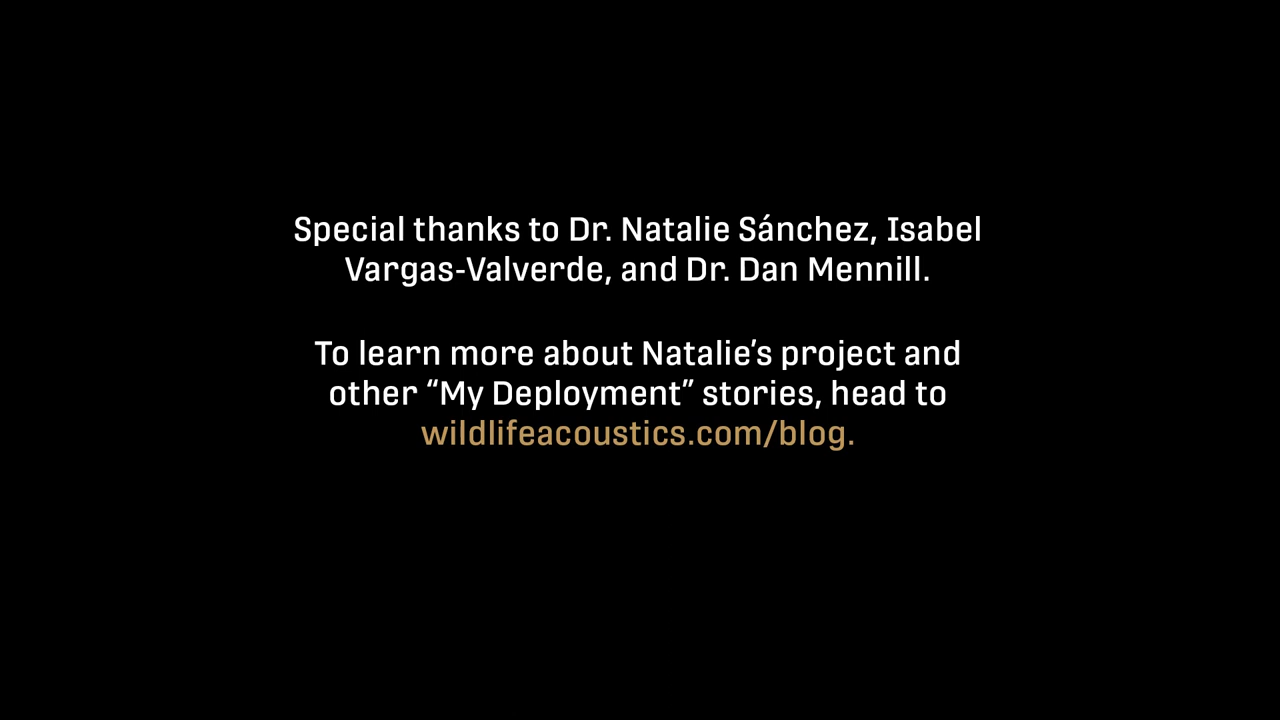 Special thanks to Dr. Natalie Sánchez, Isabel
Vargas-Valverde, and Dr. Dan Mennill.
To learn more about Natalie’s project and
other “My Deployment” stories, head to
wildlifeacoustics.com/blog.